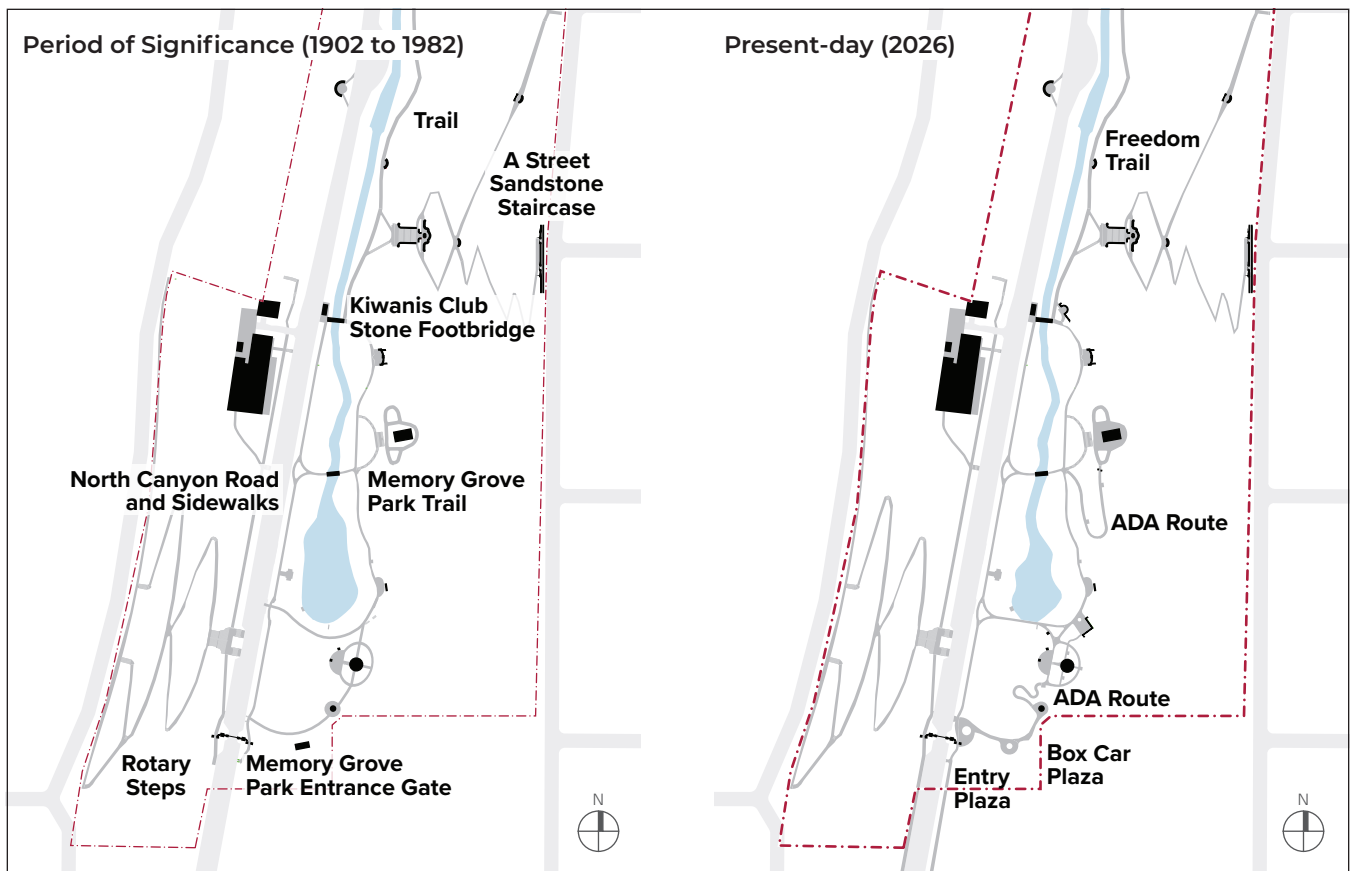 Period of Significance (1902 to 1982)
Trail
A Street
Sandstone
Staircase
Kiwanis Club
Stone Footbridge
North Canyon Road
and Sidewalks
Memory Grove
Park Trail
Rotary
Steps
Memory Grove
Park Entrance Gate
N
Present-day (2026)
Freedom
Trail
ADA Route
ADA Route
Box Car
Plaza
Entry
Plaza
N